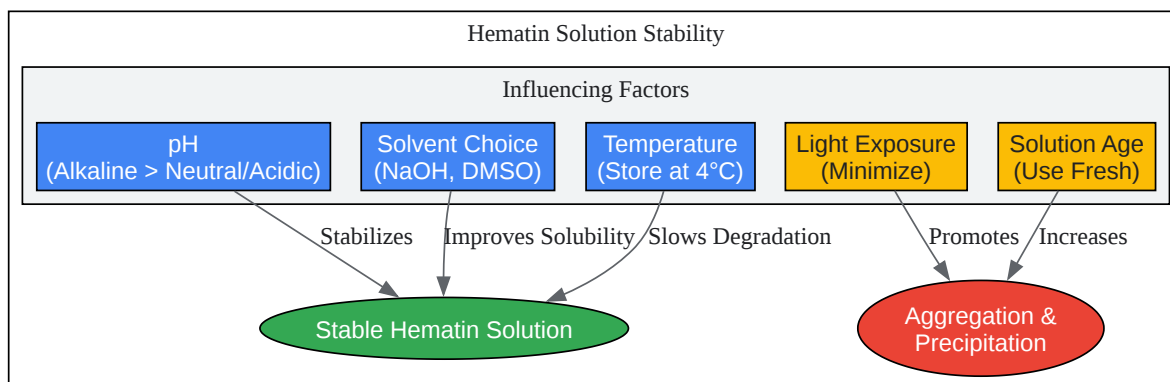 Hematin Solution Stability
Influencing Factors
pH
(Alkaline > Neutral/Acidic)
Solvent Choice
(NaOH, DMSO)
Temperature
(Store at 4°C)
Light Exposure
(Minimize)
Solution Age
(Use Fresh)
Stabilizes
Improves Solubility
Slows Degradation
Promotes
Increases
Stable Hematin Solution
Aggregation &
Precipitation